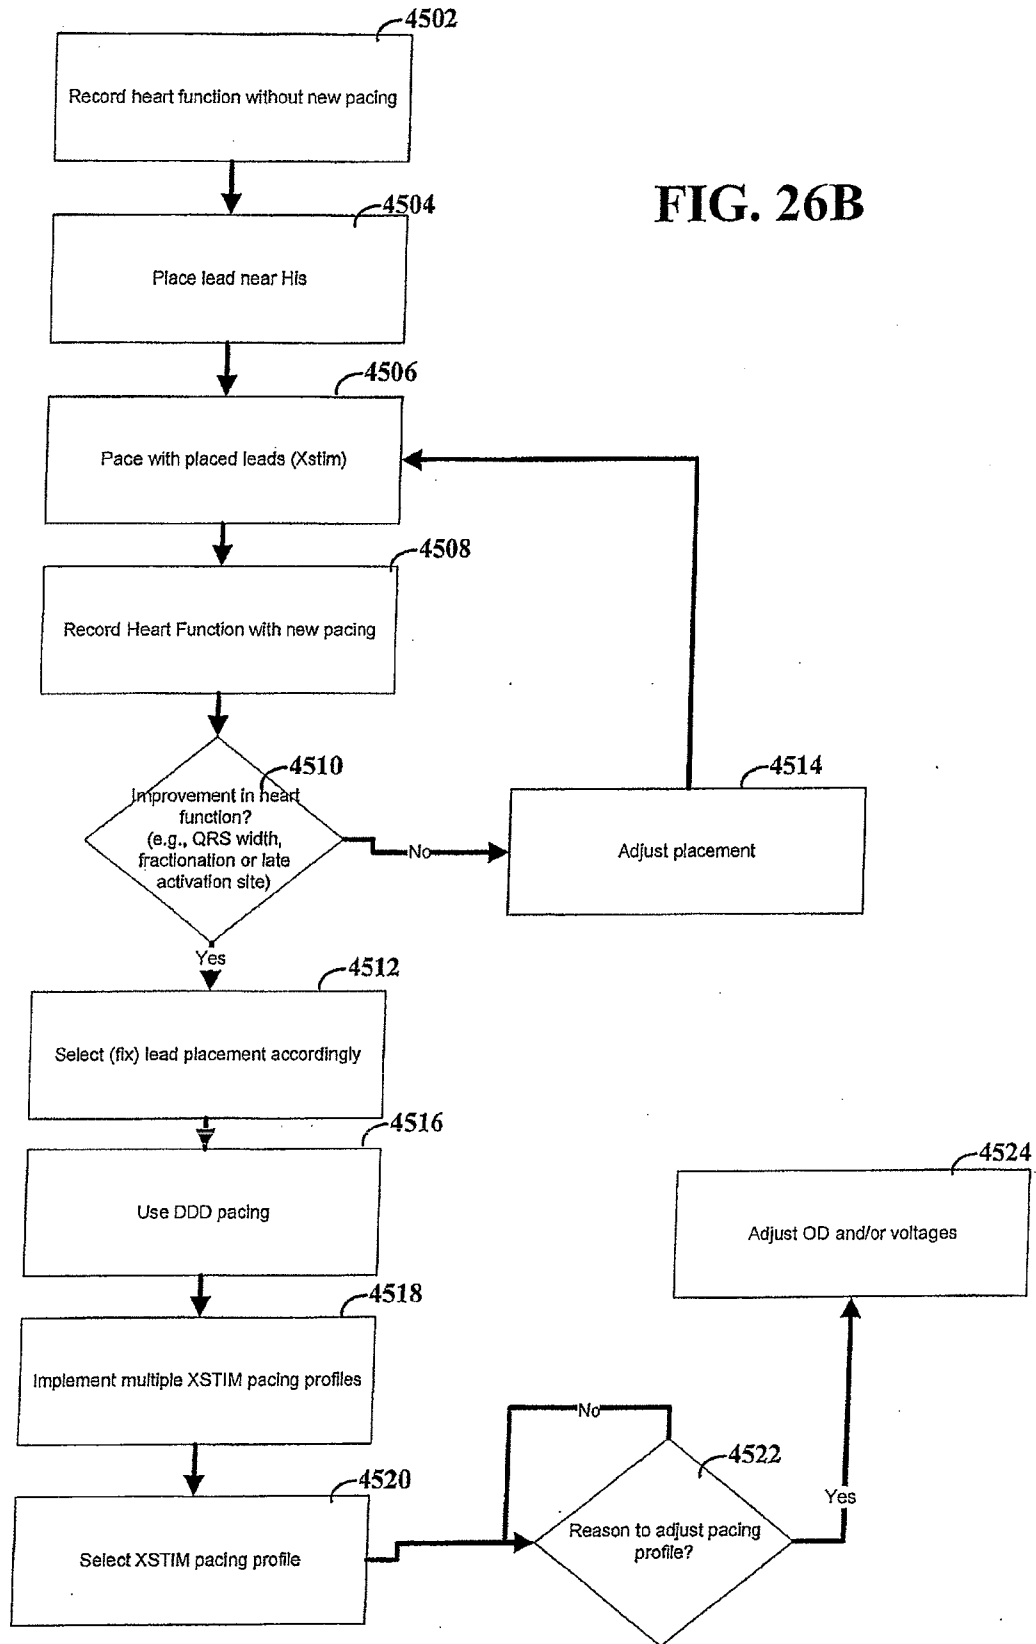 4502
Record heart function without new pacing
FIG. 26B
4504
Place lead near His
4506
Pace with placed leads (Xstim)
4508
Record Heart Function with new pacing
4510
Improvement in heart
function?
(e.g., QRS width,
fractionation or late
activation site)
No
4514
Adjust placement
Yes
4512
Select (fix) lead placement accordingly
4516
Use DDD pacing
4524
Adjust OD and/or voltages
4518
Implement multiple XSTIM pacing profiles
4520
Select XSTIM pacing profile
No
4522
Reason to adjust pacing
profile?
Yes